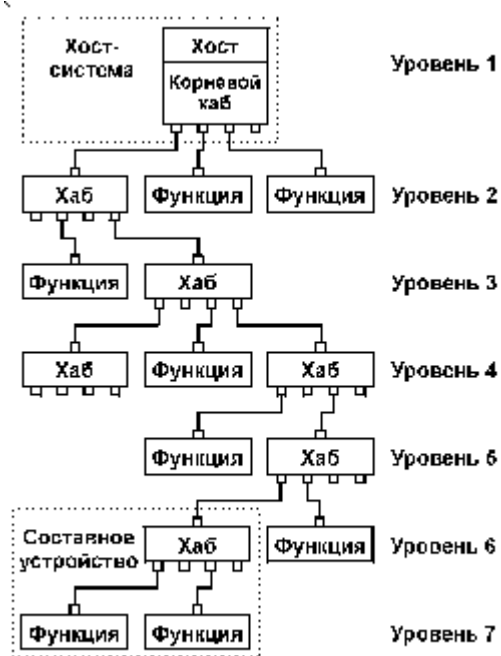 Хост-
система
Хост
Корневой
хаб
Уровень 1
Хаб
Функция
Функция
Уровень 2
Функция
Хаб
Уровень 3
Хаб
Функция
Хаб
Уровень 4
Функция
Хаб
Уровень 5
Составное
устройство
Хаб
Функция
Уровень 6
Функция
Функция
Уровень 7